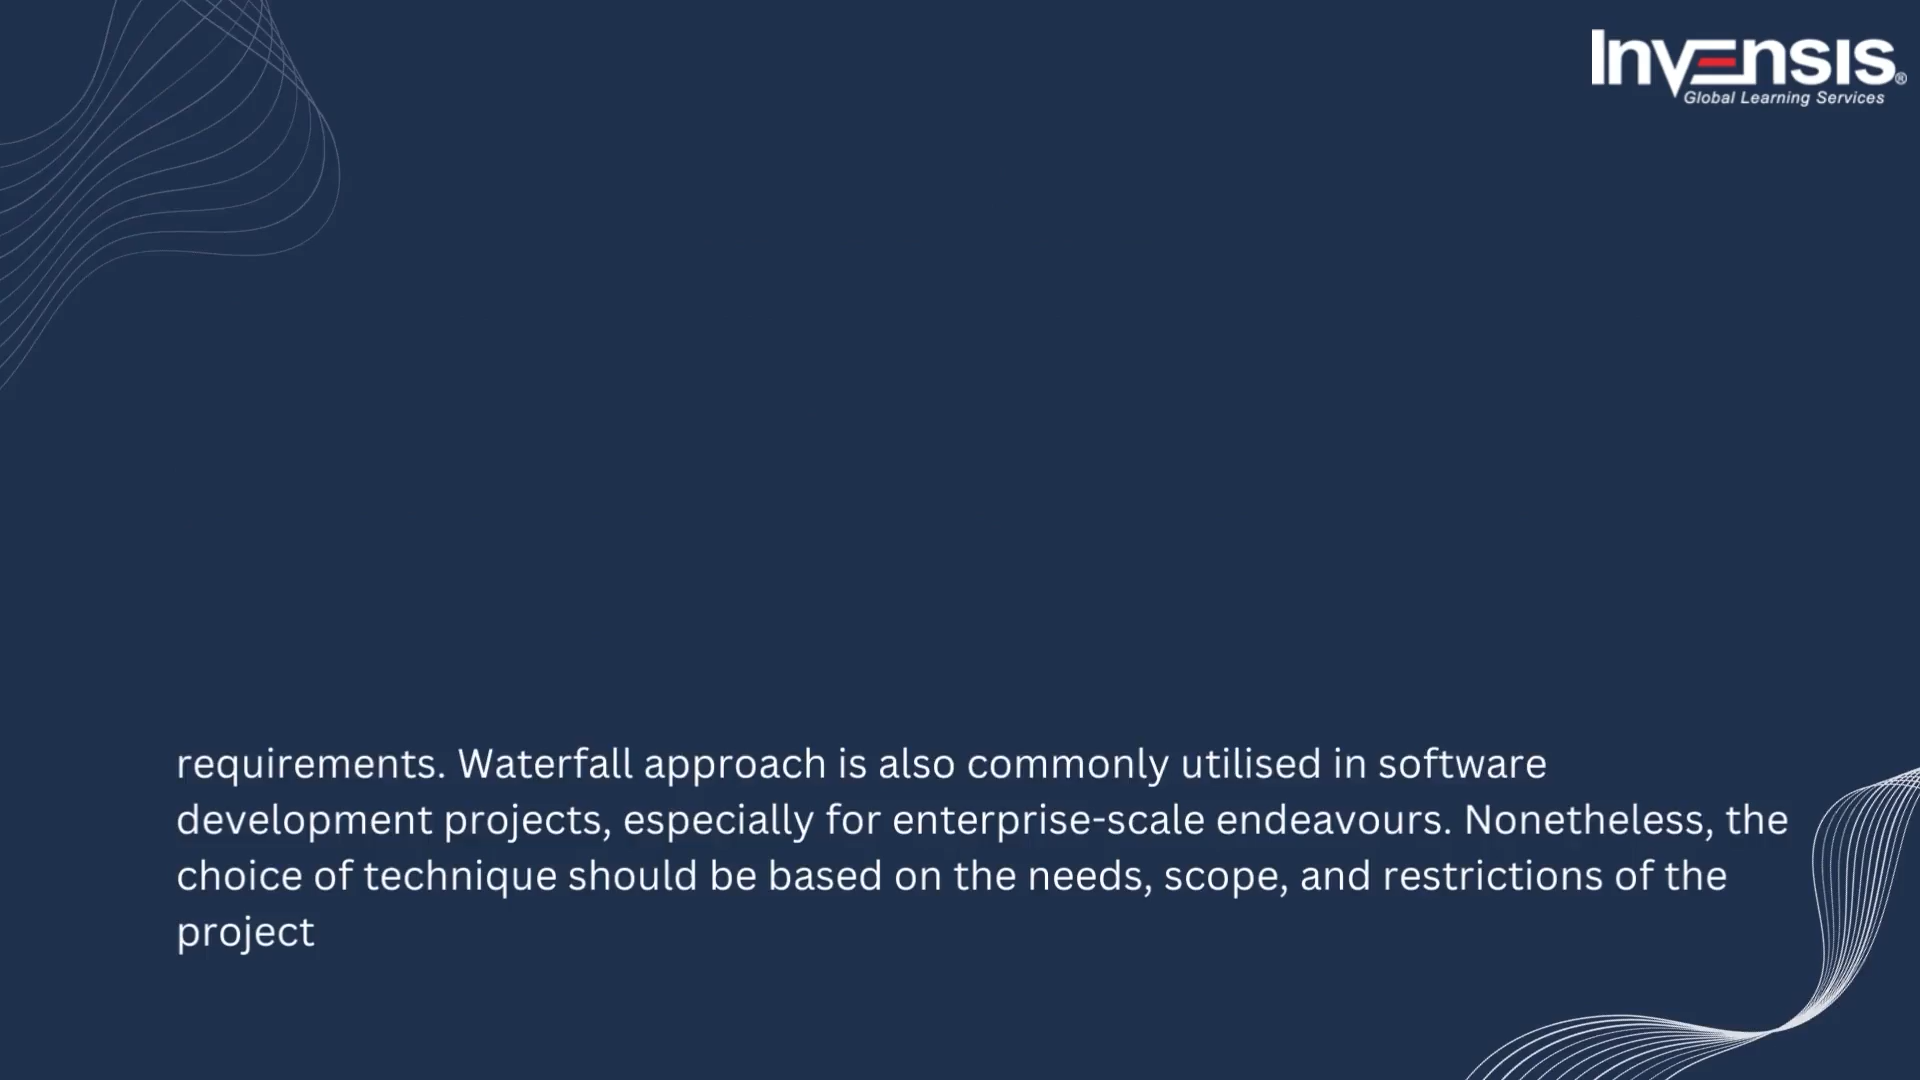 Invensis®
Global Learning Services
requirements. Waterfall approach is also commonly utilised in software
development projects, especially for enterprise-scale endeavours. Nonetheless, the
choice of technique should be based on the needs, scope, and restrictions of the
project